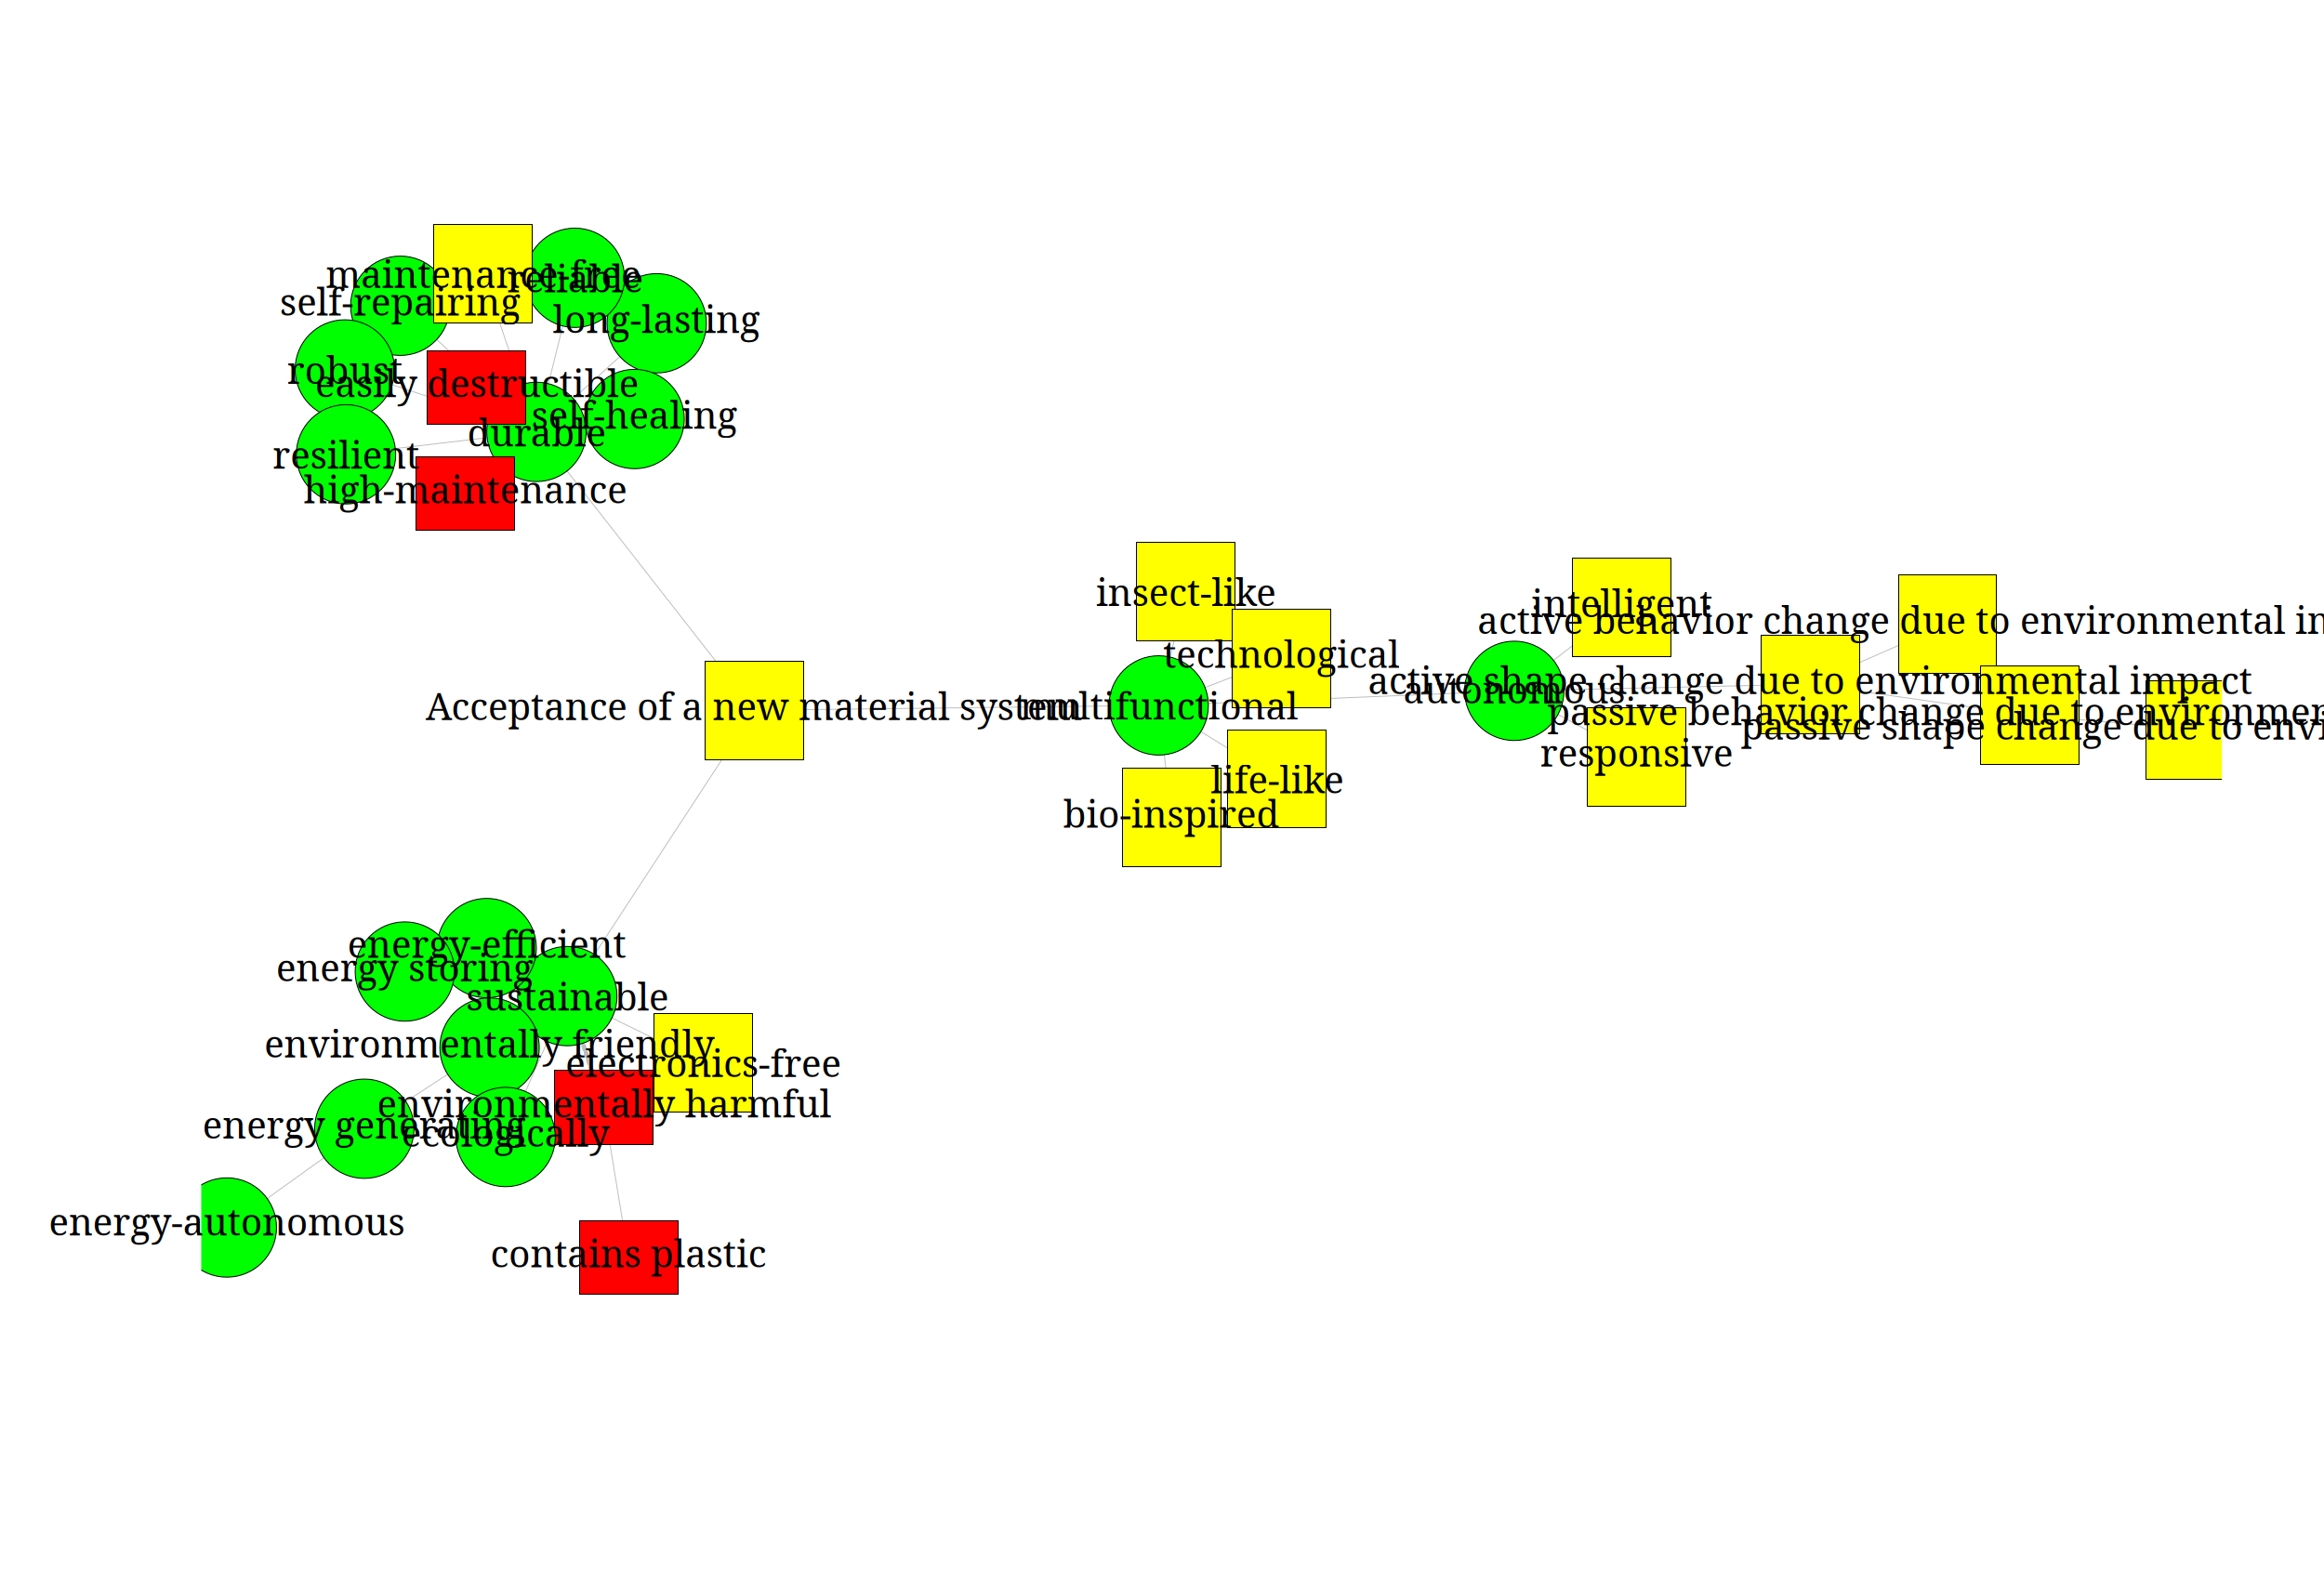 maintenance-free
reliable
self-repairing
long-lasting
robust
easily destructible
self-healing
durable
resilient
high-maintenance
insect-like
intelligent
active behavior change due to environmental
technological
active shape change due to environmental impact
autonomous
Acceptance of a new material system
multifunctional
passive behavior change due to
passive shape change due to
responsive
life-like
bio-inspired
energy-efficient
energy storing
sustainable
environmentally friendly
electronics-free
environmentally harmful
energy generating
ecologically
energy-autonomous
contains plastic